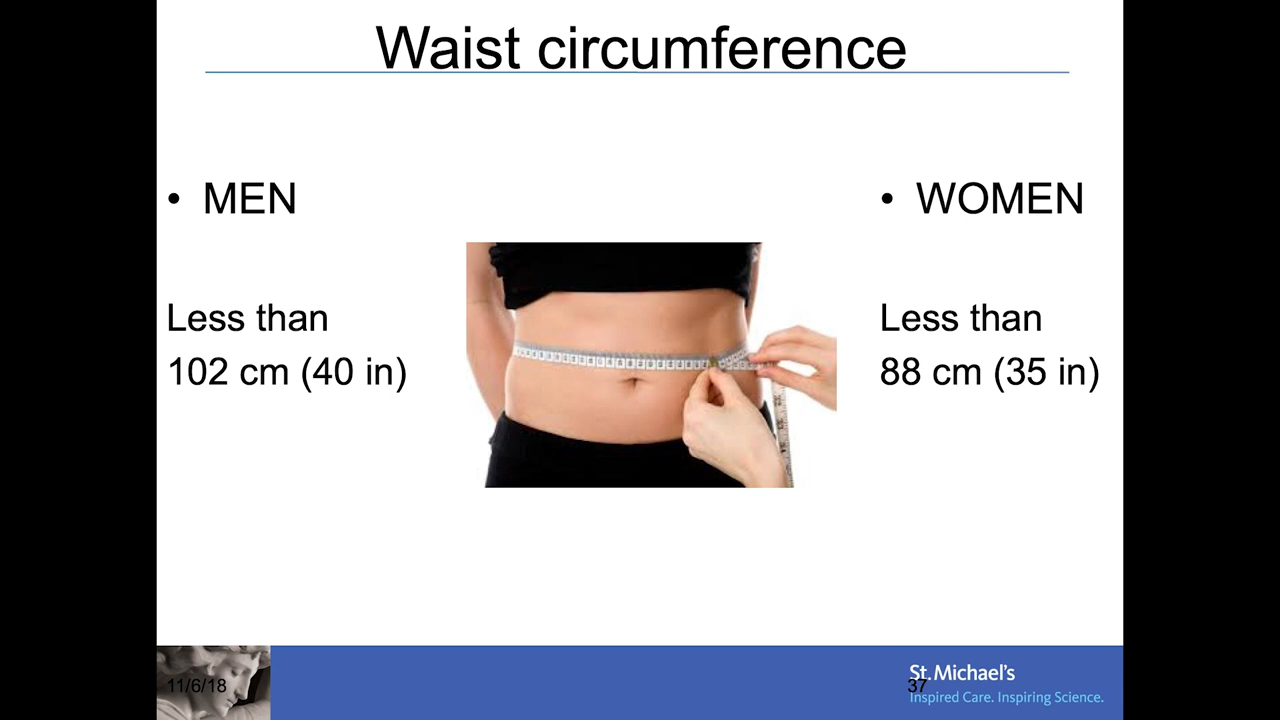 Waist circumference
• MEN
Less than
102 cm (40 in)
• WOMEN
Less than
88 cm (35 in)
11/6/18
St. Michael's
37
Inspired Care. Inspiring Science.